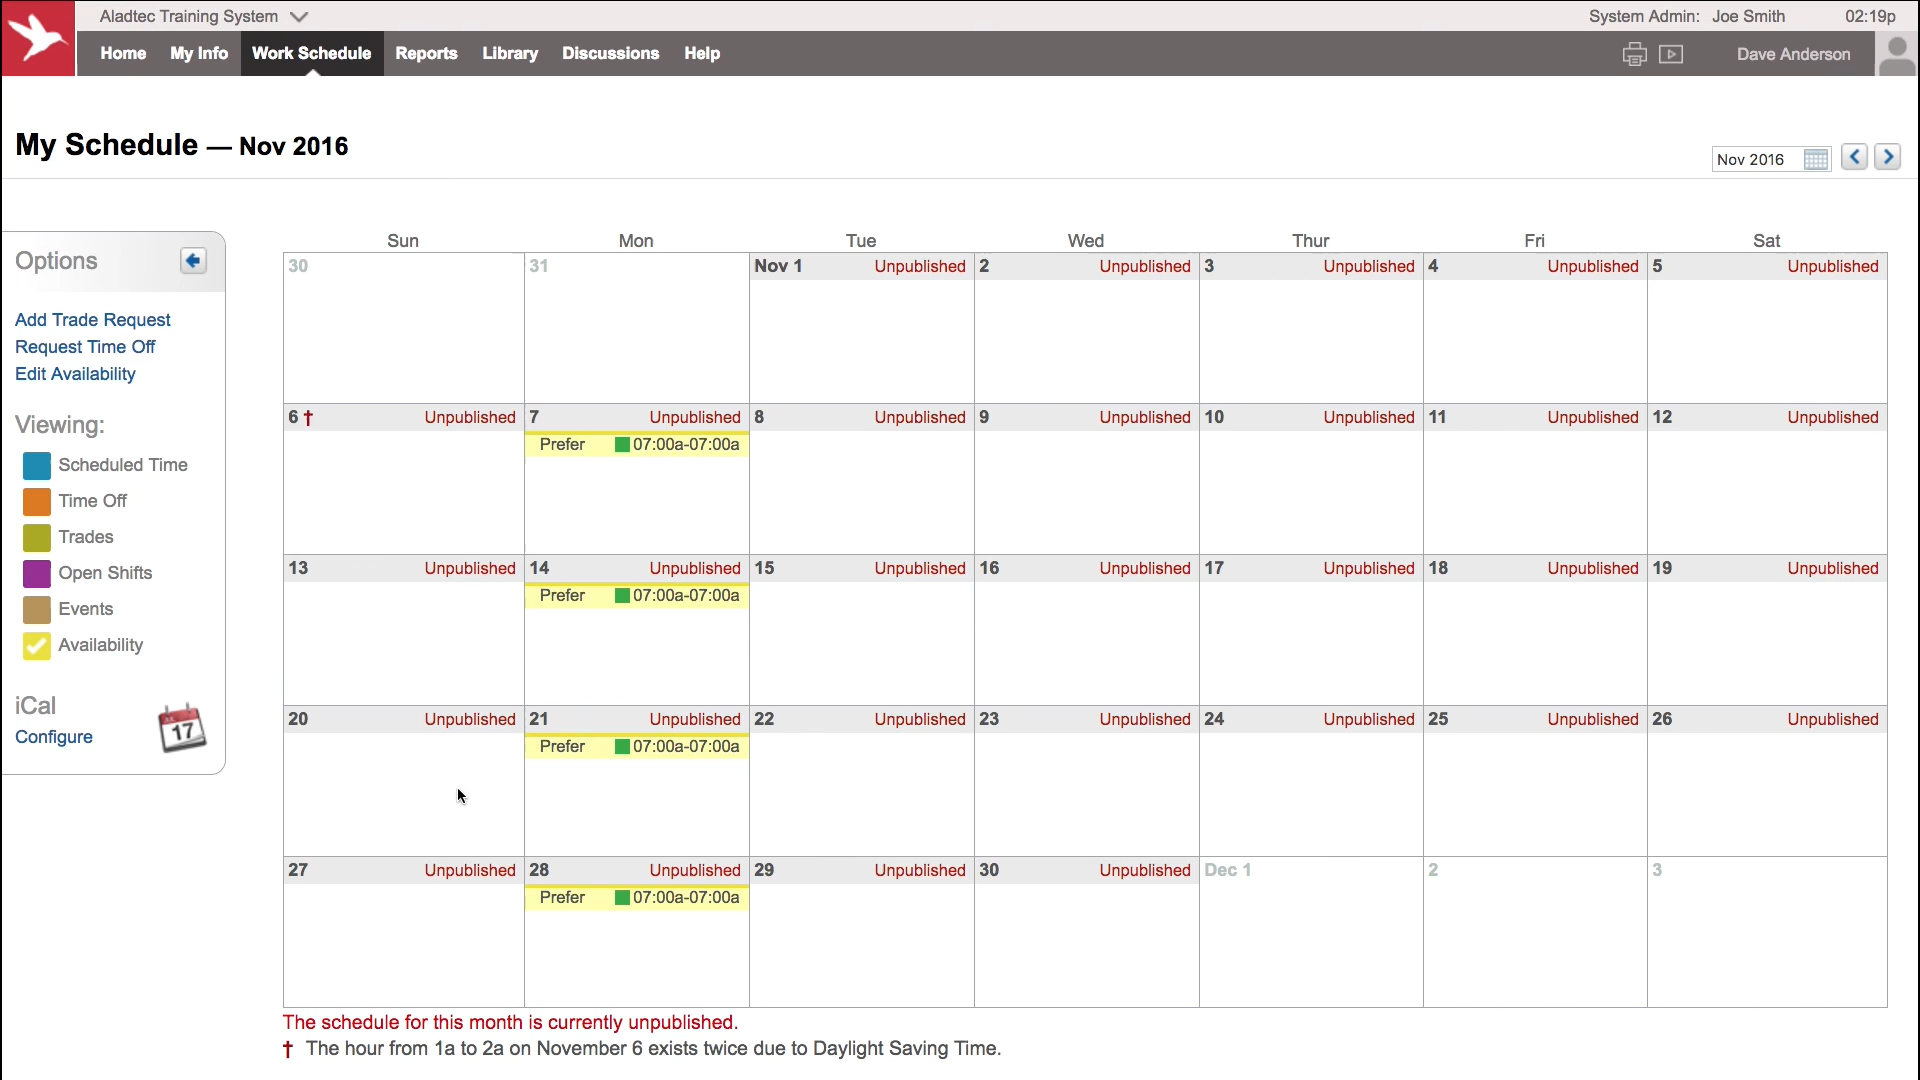 Aladtec Training System
System Admin: Joe Smith 02:19p
Home My Info Work Schedule Reports Library Discussions Help
Dave Anderson
My Schedule — Nov 2016
Nov 2016
Options
Add Trade Request
Request Time Off
Edit Availability
Viewing:
Scheduled Time
Time Off
Trades
Open Shifts
Events
Availability
iCal
Configure
17
Sun Mon Tue Wed Thur Fri Sat
30 31 Nov 1 Unpublished 2 Unpublished 3 Unpublished 4 Unpublished 5 Unpublished
6 † Unpublished 7 Unpublished 8 Unpublished 9 Unpublished 10 Unpublished 11 Unpublished 12 Unpublished
Prefer 07:00a-07:00a
13 Unpublished 14 Unpublished 15 Unpublished 16 Unpublished 17 Unpublished 18 Unpublished 19 Unpublished
Prefer 07:00a-07:00a
20 Unpublished 21 Unpublished 22 Unpublished 23 Unpublished 24 Unpublished 25 Unpublished 26 Unpublished
Prefer 07:00a-07:00a
27 Unpublished 28 Unpublished 29 Unpublished 30 Unpublished Dec 1 2 3
Prefer 07:00a-07:00a
The schedule for this month is currently unpublished.
† The hour from 1a to 2a on November 6 exists twice due to Daylight Saving Time.